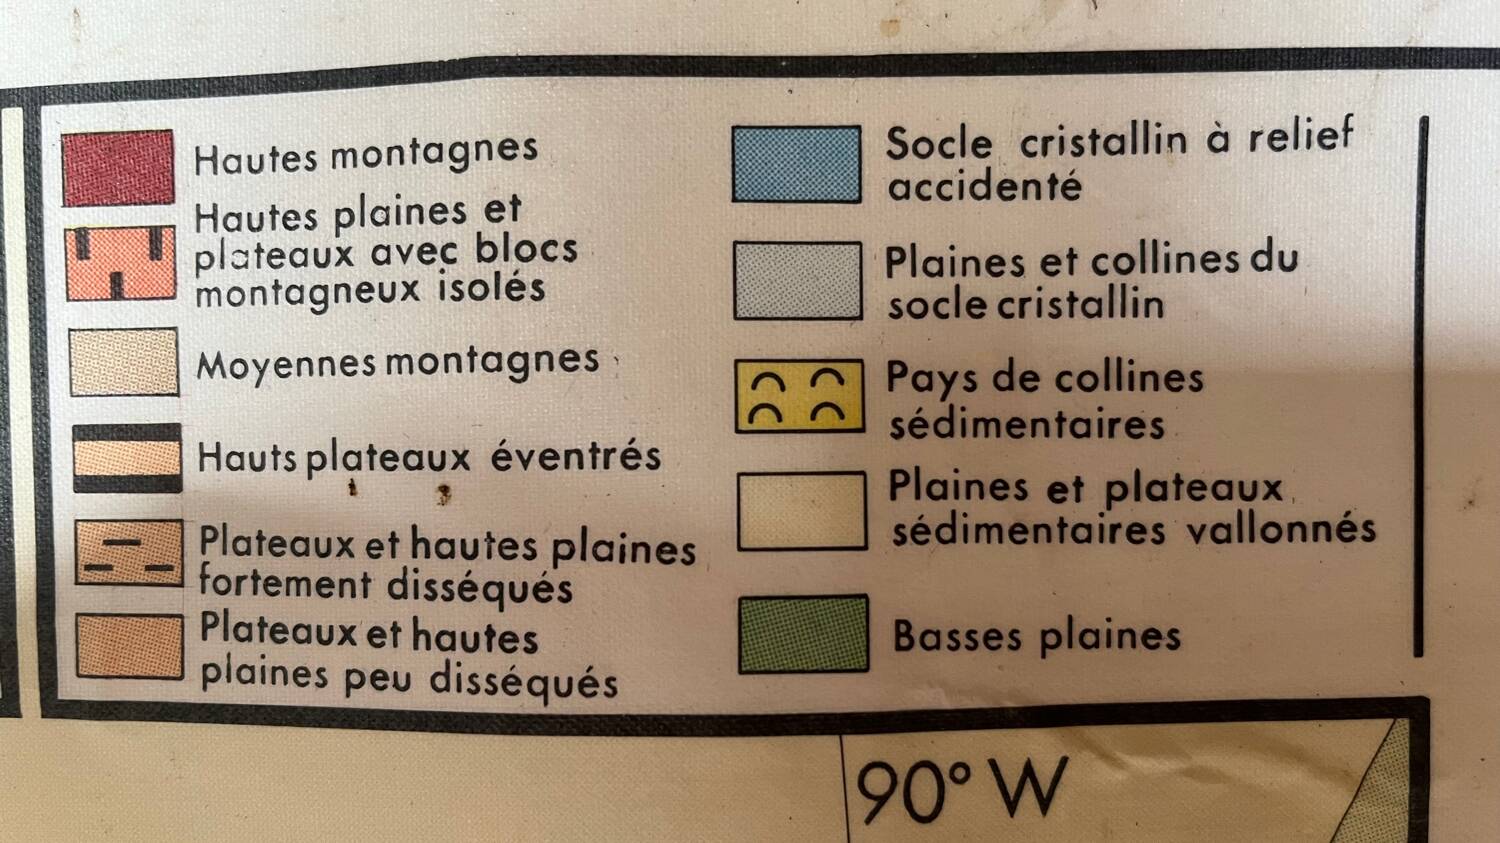 Hautes montagnes
Hautes plaines et
plateaux avec blocs
montagneux isolés
Moyennes montagnes
Hauts plateaux éventrés
Plateaux et hautes plaines
fortement disséqués
Plateaux et hautes
plaines peu disséqués
Socle cristallin à relief
accidenté
Plaines et collines du
socle cristallin
Pays de collines
sédimentaires
Plaines et plateaux
sédimentaires vallonnés
Basses plaines
90° W